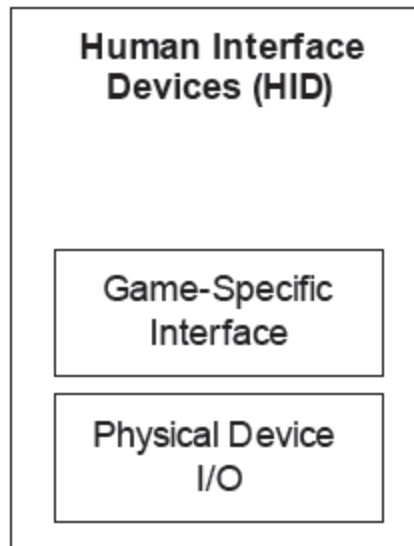 Human Interface
Devices (HID)
Game-Specific
Interface
Physical Device
I/O